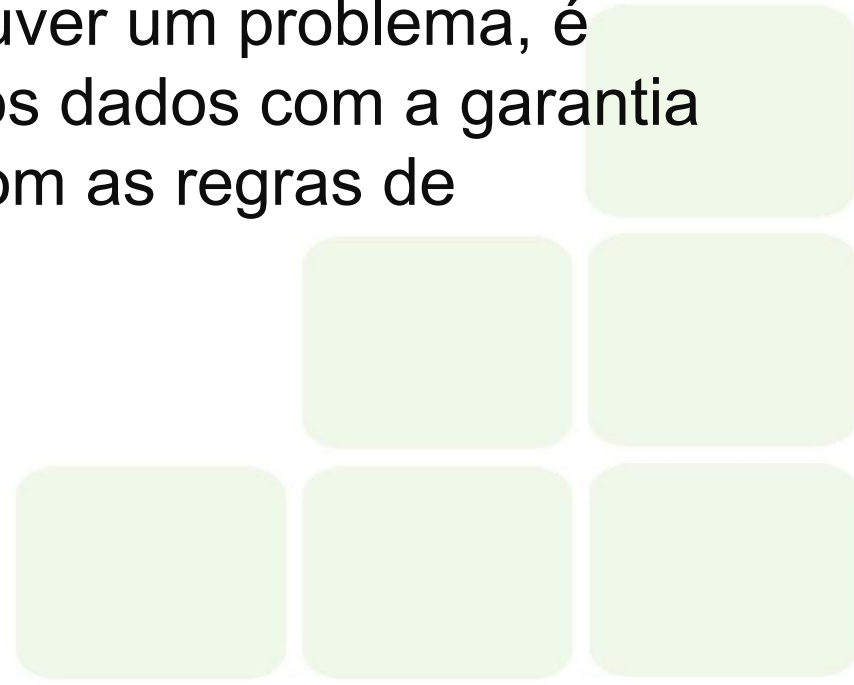 uver um problema, é
os dados com a garantia
om as regras de